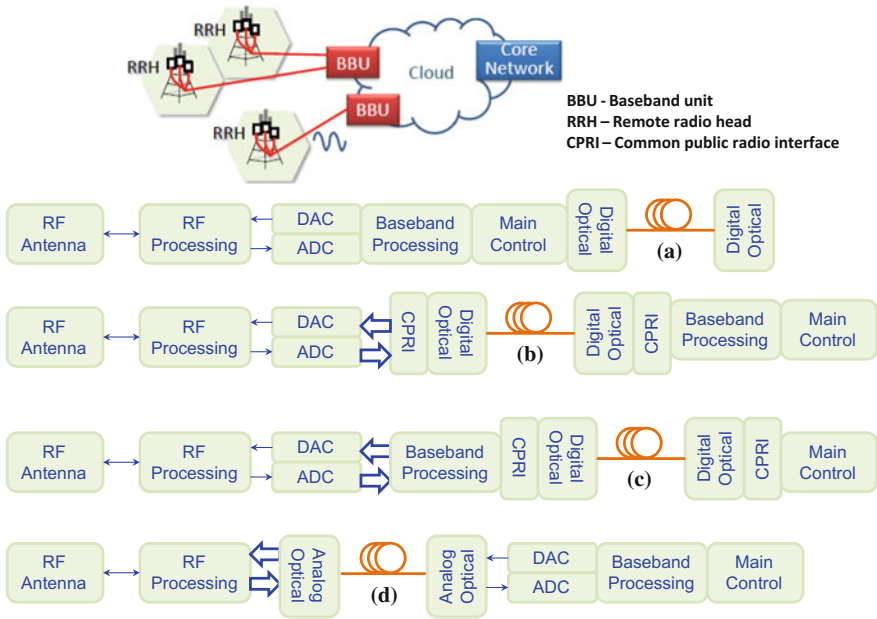 RRH
RRH
RRH
BBU
BBU
Cloud
Core
Network
BBU - Baseband unit
RRH – Remote radio head
CPRI – Common public radio interface
RF
Antenna
RF
Processing
DAC
ADC
Baseband
Processing
Main
Control
Digital
Optical
(a)
Digital
Optical
RF
Antenna
RF
Processing
DAC
ADC
CPRI
Digital
Optical
(b)
Digital
Optical
CPRI
Baseband
Processing
Main
Control
RF
Antenna
RF
Processing
DAC
ADC
Baseband
Processing
CPRI
Digital
Optical
(c)
Digital
Optical
CPRI
Main
Control
RF
Antenna
RF
Processing
Analog
Optical
(d)
Analog
Optical
DAC
ADC
Baseband
Processing
Main
Control